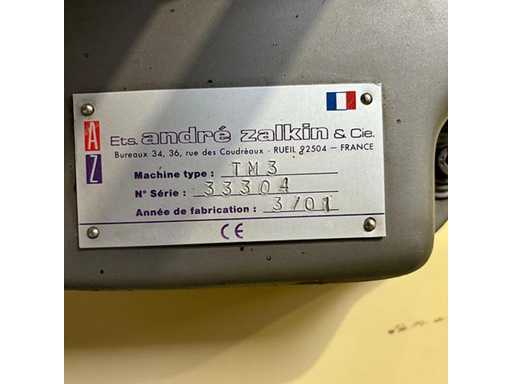 A
Z
Ets. andré zalkin & Cie.
Bureaux 34, 36, rue des Coudréaux - RUEIL 92504 — FRANCE
Machine type : TM3
N° Série : 33304
Année de fabrication : 3/01
CE